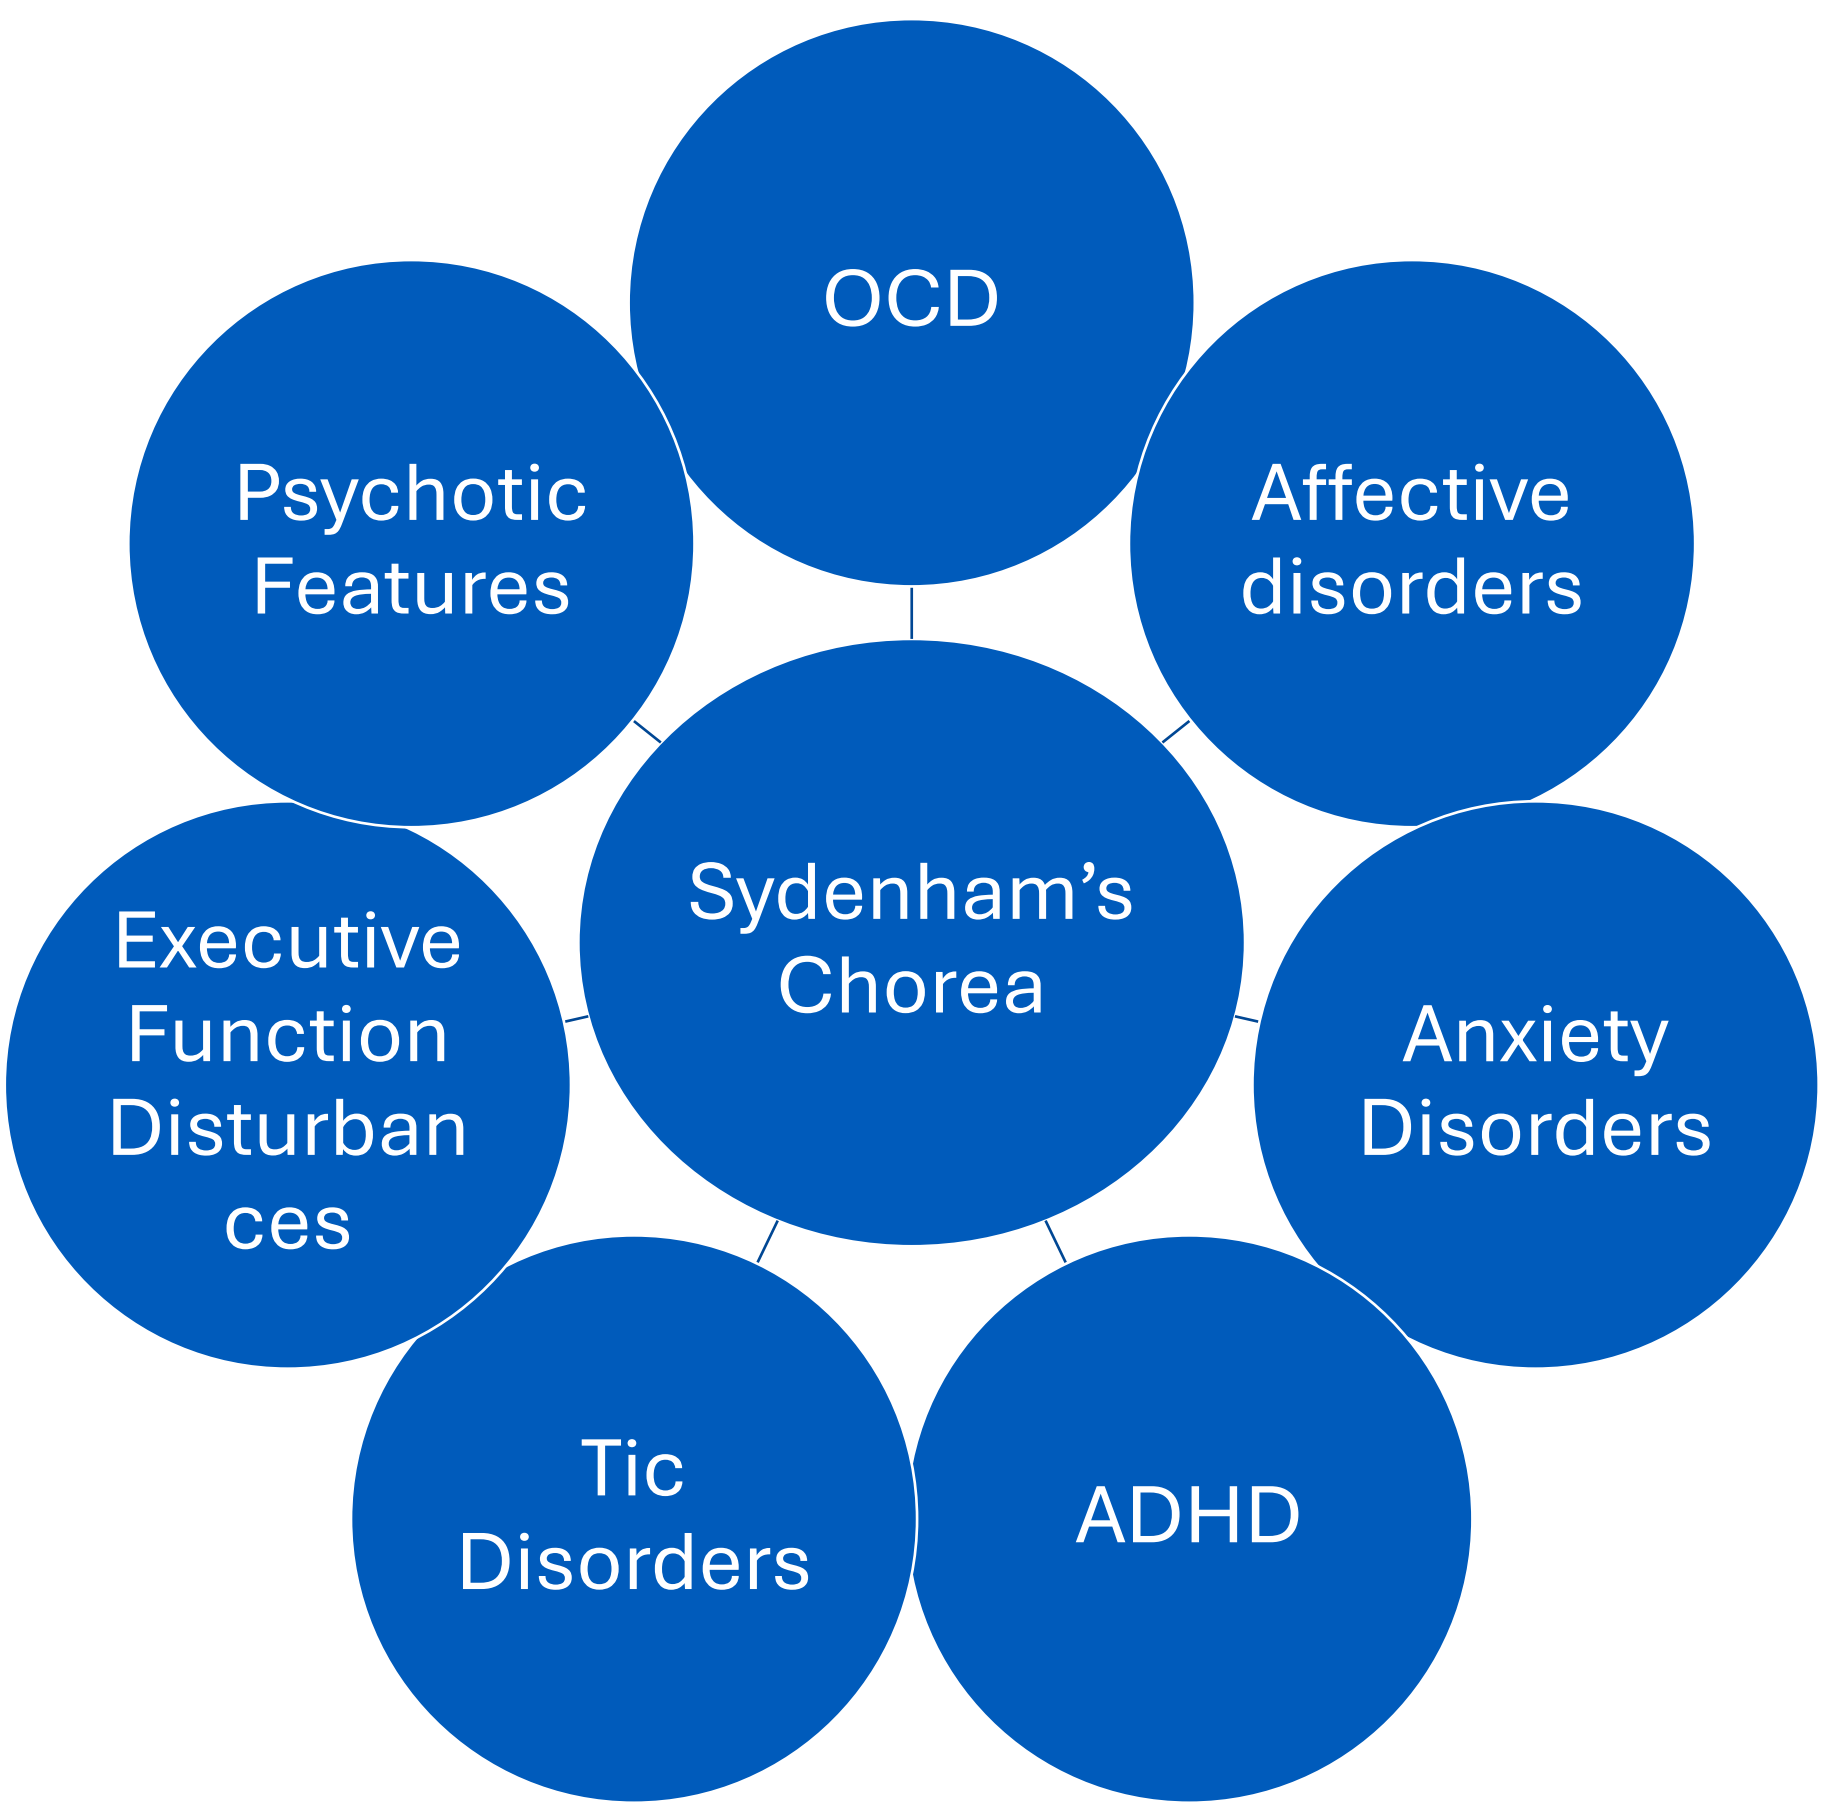 OCD
Affective
disorders
Anxiety
Disorders
ADHD
Tic
Disorders
Executive
Function
Disturban
ces
Psychotic
Features
Sydenham’s
Chorea